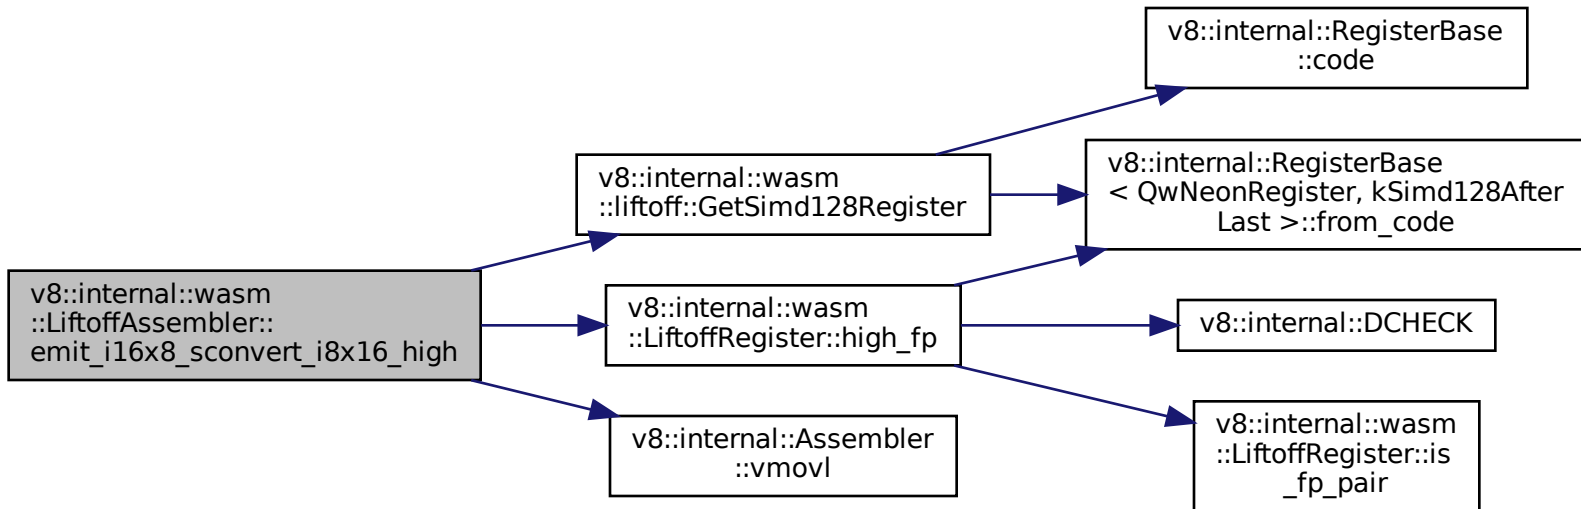 v8::internal::RegisterBase
::code
v8::internal::RegisterBase
< QwNeonRegister, kSimd128After
Last >::from_code
v8::internal::wasm
::liftoff::GetSimd128Register
v8::internal::wasm
::LiftoffAssembler::
emit_i16x8_sconvert_i8x16_high
v8::internal::wasm
::LiftoffRegister::high_fp
v8::internal::DCHECK
v8::internal::Assembler
::vmovl
v8::internal::wasm
::LiftoffRegister::is
_fp_pair